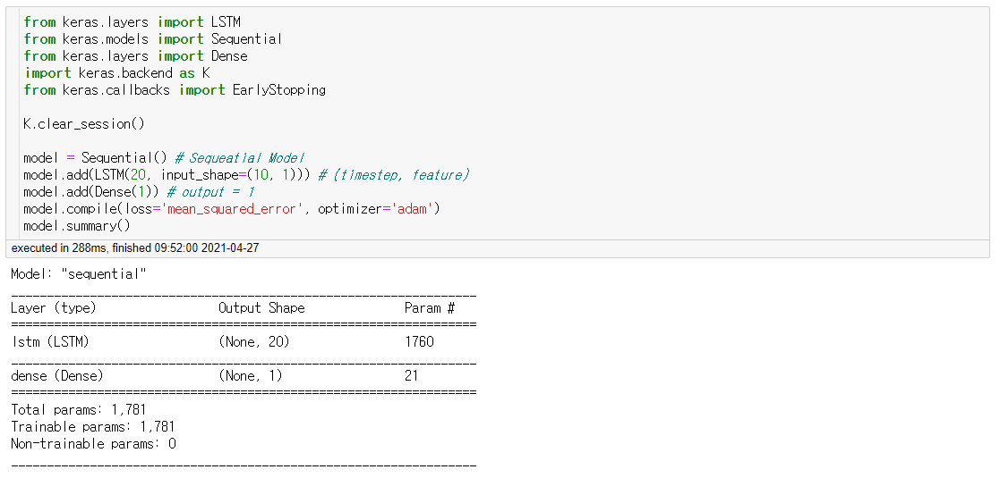 from keras.layers import LSTM
from keras.models import Sequential
from keras.layers import Dense
import keras.backend as K
from keras.callbacks import EarlyStopping
K.clear_session()
model = Sequential() # Sequeatial Model
model.add(LSTM(20, input_shape=(10, 1))) # (timestep, feature)
model.add(Dense(1)) # output = 1
model.compile(loss='mean_squared_error', optimizer='adam')
model.summary()
executed in 288ms, finished 09:52:00 2021-04-27
Model: "sequential"
_________________________________________________________________
Layer (type) Output Shape Param #
=================================================================
lstm (LSTM) (None, 20) 1760
_________________________________________________________________
dense (Dense) (None, 1) 21
=================================================================
Total params: 1,781
Trainable params: 1,781
Non-trainable params: 0
_________________________________________________________________